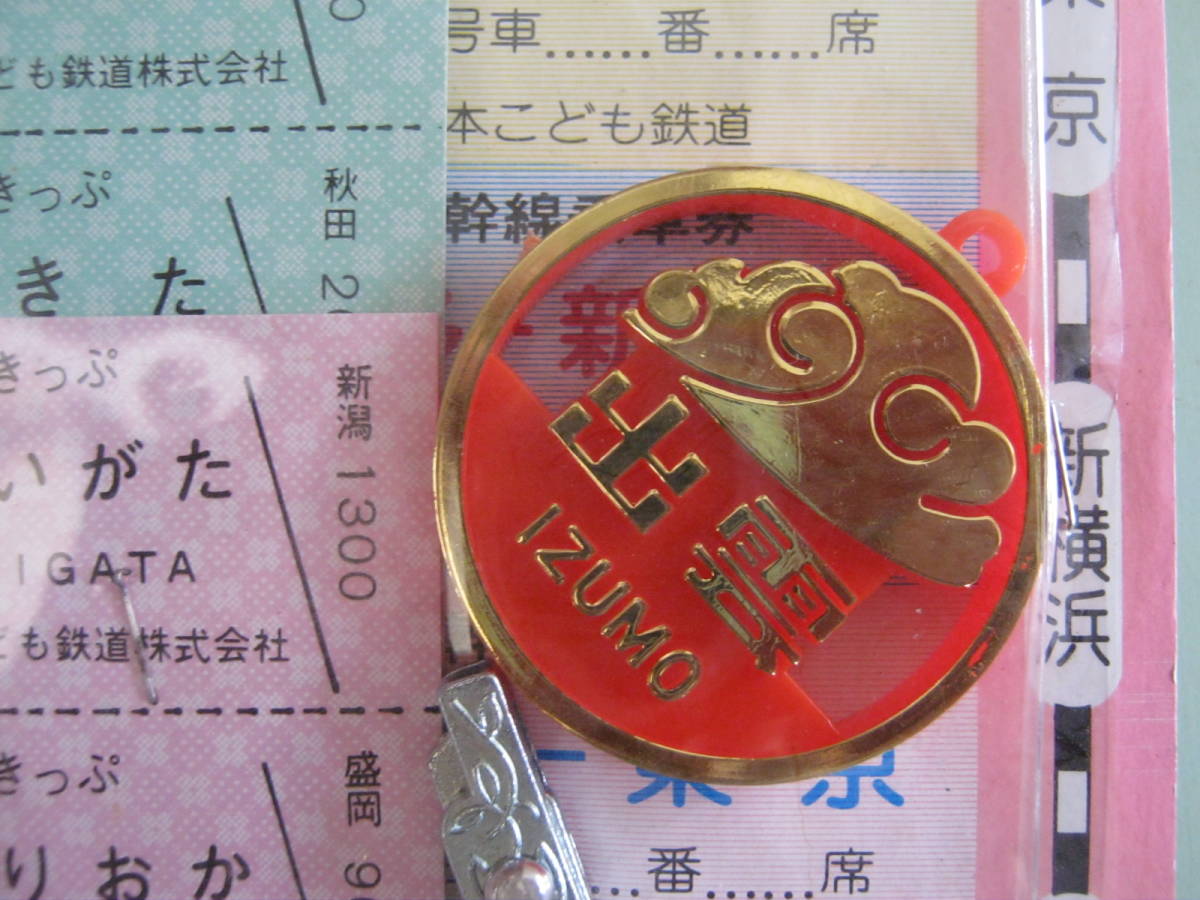 ども鉄道株式会社
きっぷ
秋田
きた
きっぷ
新潟 1300
いがた
IGATA
ども鉄道株式会社
きっぷ
盛岡
りおか
号車......番......席
本こども鉄道
幹線
新
出雲
IZUMO
東京
番......席
京
新横浜